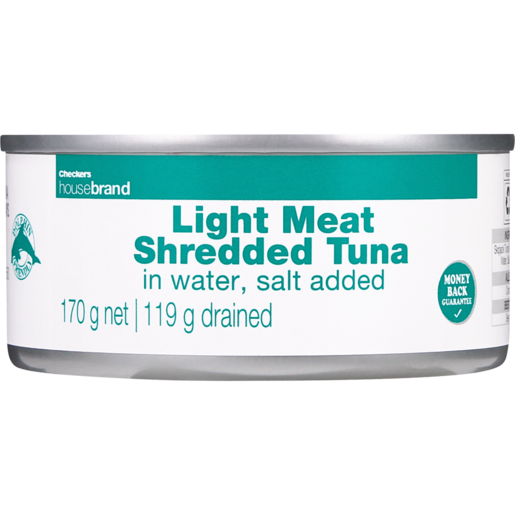 Checkers
housebrand
Light Meat
Shredded Tuna
in water, salt added
170 g net | 119 g drained
MONEY
BACK
GUARANTEE